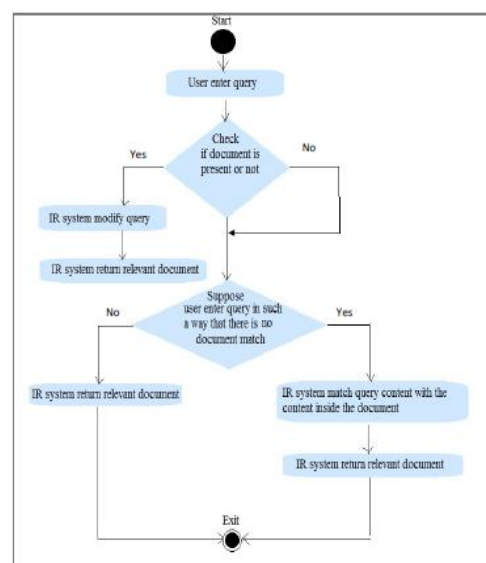 Start
User enter query
Check
if document is
present or not
Yes
No
IR system modify query
IR system return relevant document
Suppose
user enter query in such
a way that there is no
document match
No
Yes
IR system return relevant document
IR system match query content with the
content inside the document
IR system return relevant document
Exit